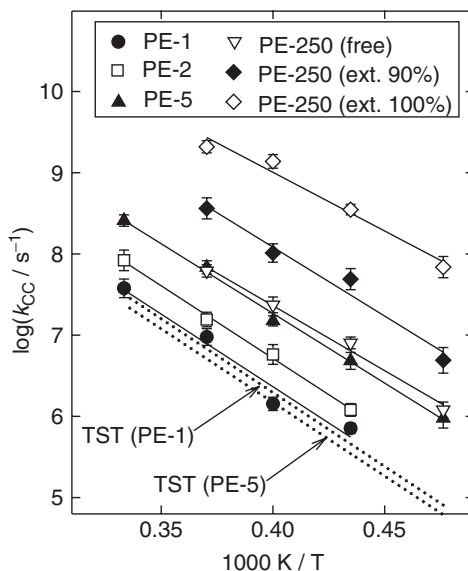 PE-1 PE-250 (free)
PE-2 PE-250 (ext. 90%)
PE-5 PE-250 (ext. 100%)
10
9
8
7
6
5
log(kCC / s⁻¹)
TST (PE-1)
TST (PE-5)
0.35 0.40 0.45
1000 K / T